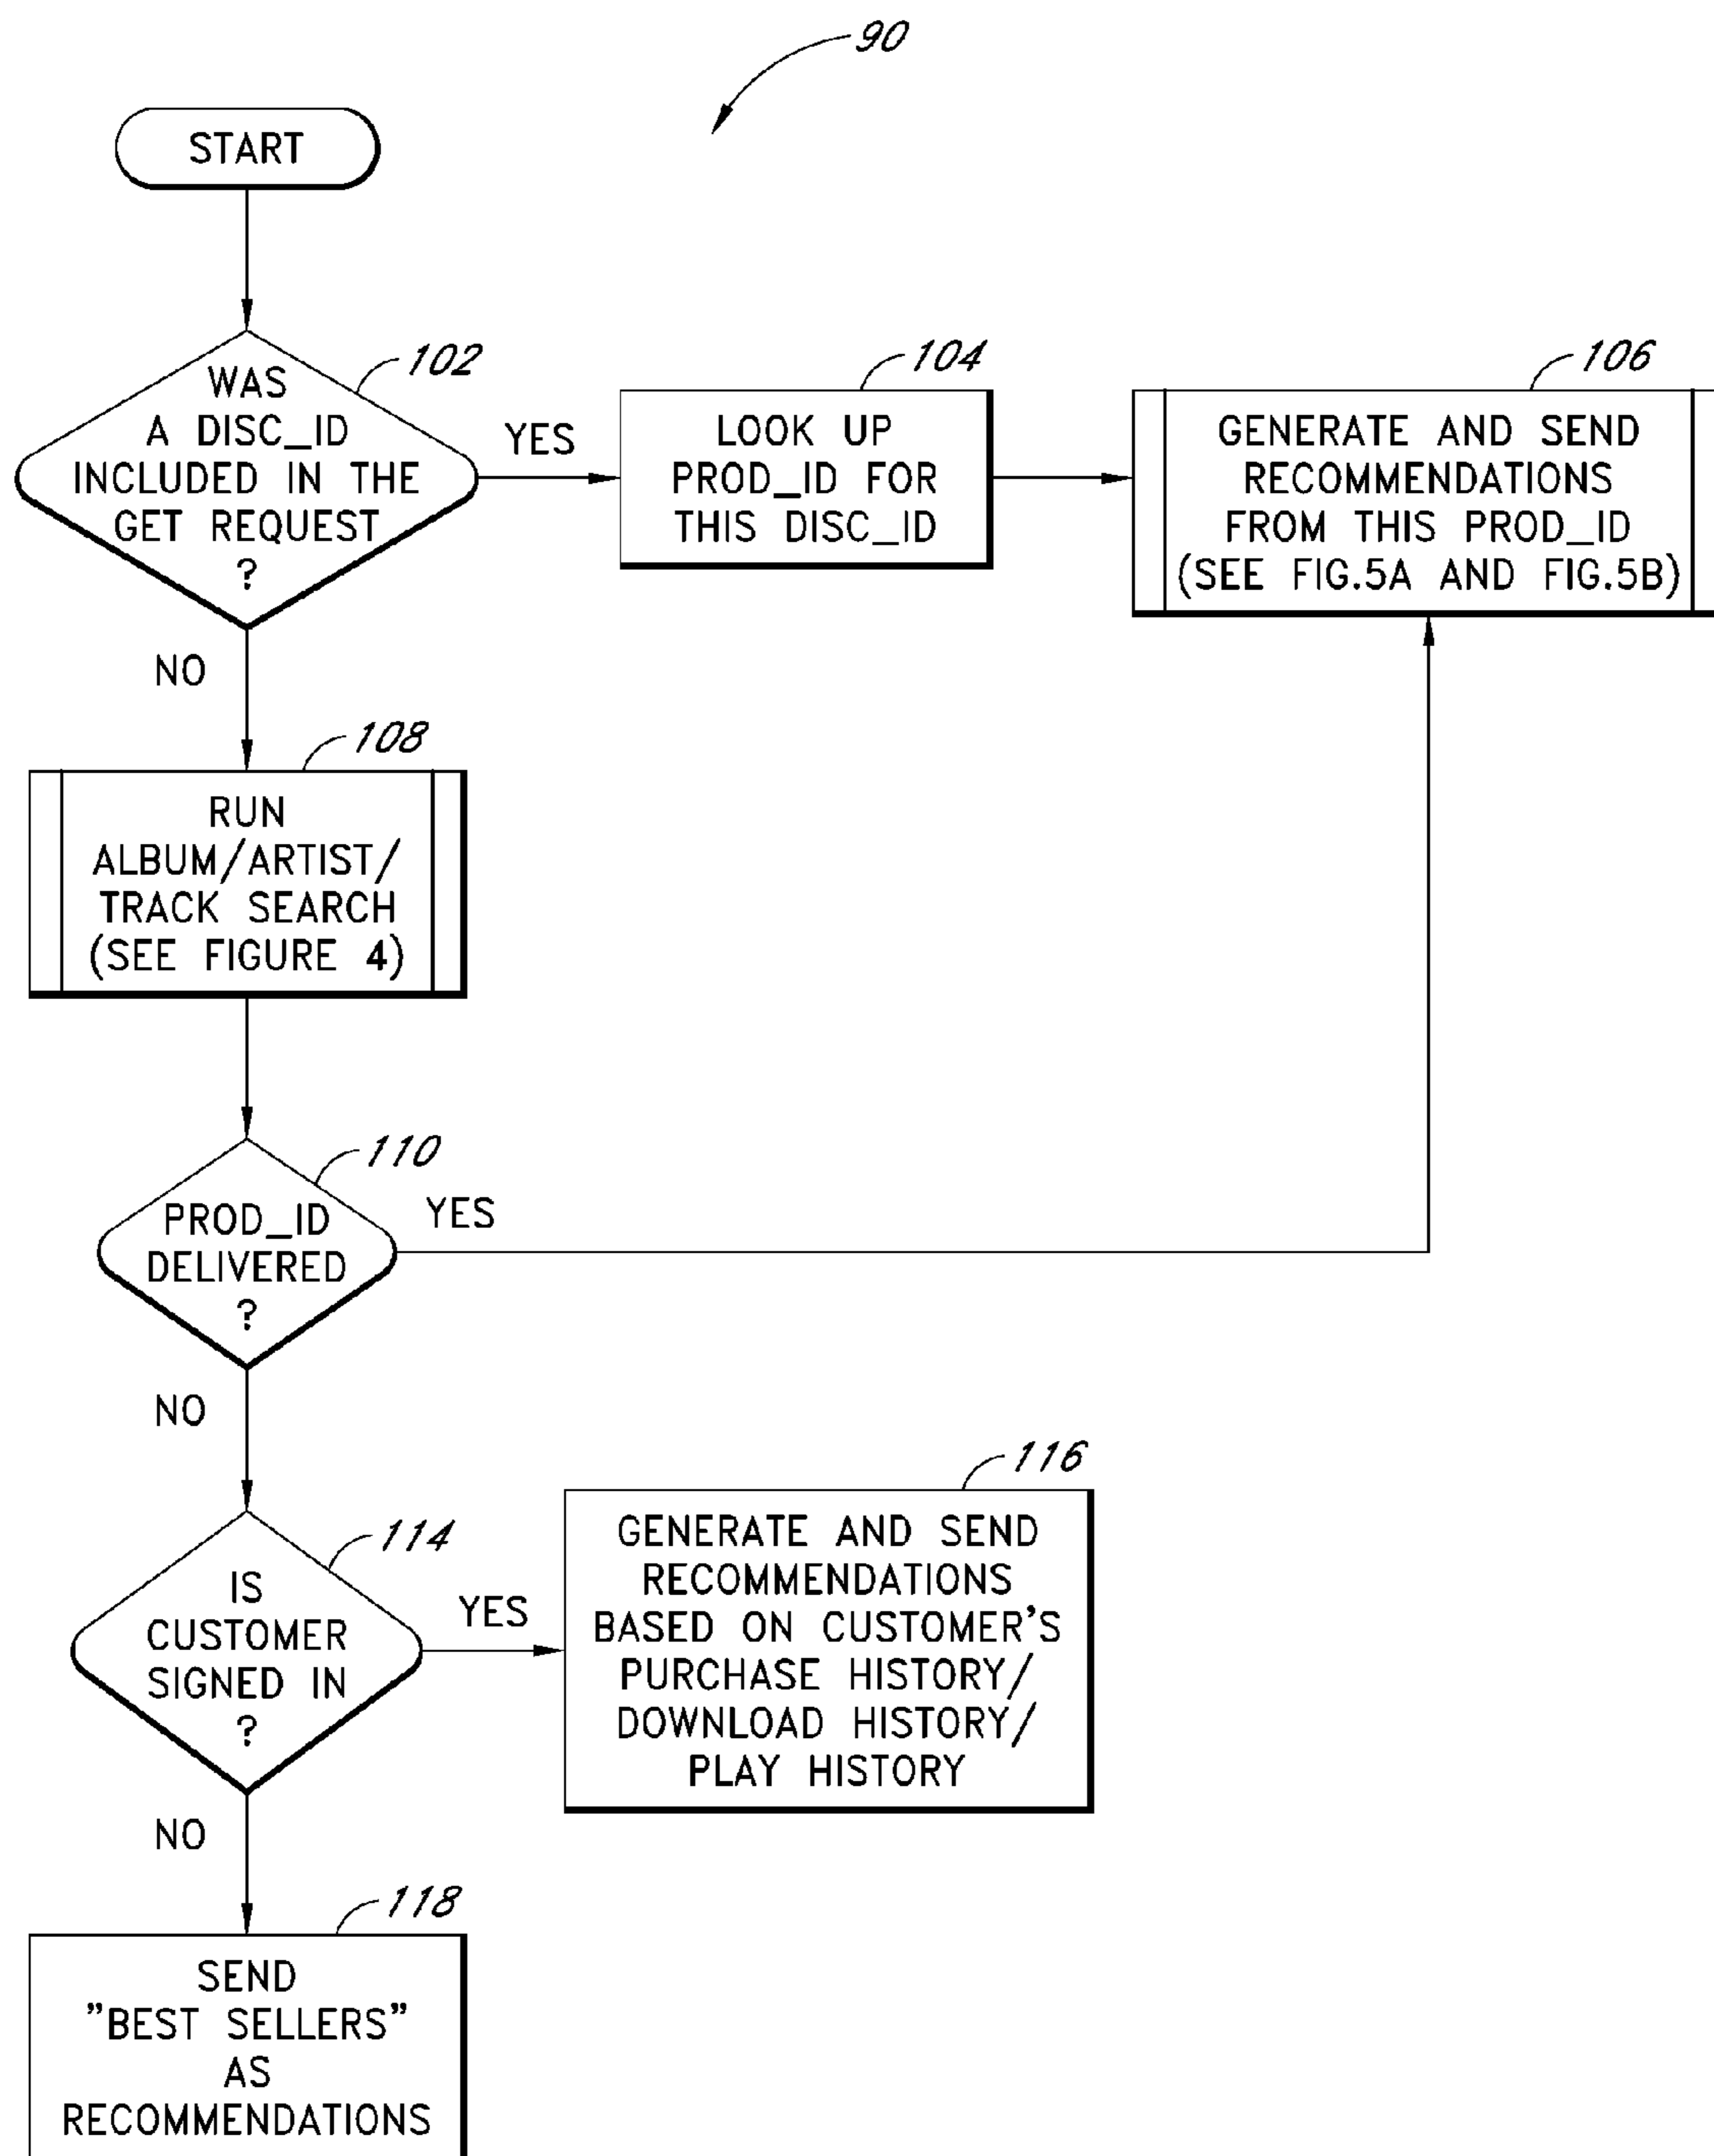 90
START
102
WAS
A DISC_ID
INCLUDED IN THE
GET REQUEST
?
YES
104
LOOK UP
PROD_ID FOR
THIS DISC_ID
106
GENERATE AND SEND
RECOMMENDATIONS
FROM THIS PROD_ID
(SEE FIG.5A AND FIG.5B)
NO
108
RUN
ALBUM/ARTIST/
TRACK SEARCH
(SEE FIGURE 4)
110
PROD_ID
DELIVERED
?
YES
NO
114
IS
CUSTOMER
SIGNED IN
?
YES
116
GENERATE AND SEND
RECOMMENDATIONS
BASED ON CUSTOMER'S
PURCHASE HISTORY/
DOWNLOAD HISTORY/
PLAY HISTORY
NO
118
SEND
"BEST SELLERS"
AS
RECOMMENDATIONS